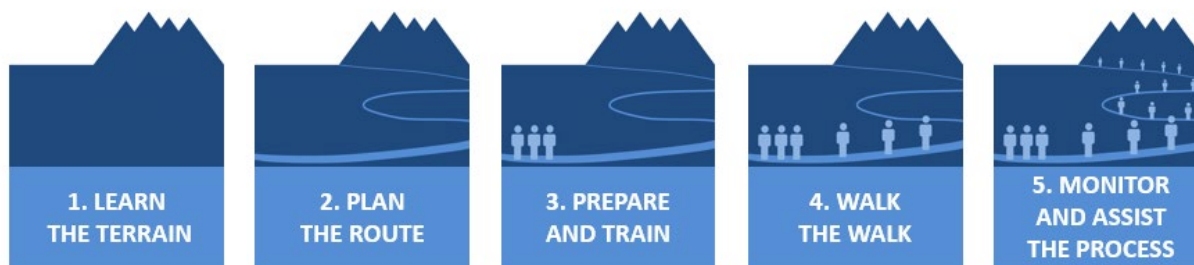 1. LEARN
THE TERRAIN
2. PLAN
THE ROUTE
3. PREPARE
AND TRAIN
4. WALK
THE WALK
5. MONITOR
AND ASSIST
THE PROCESS